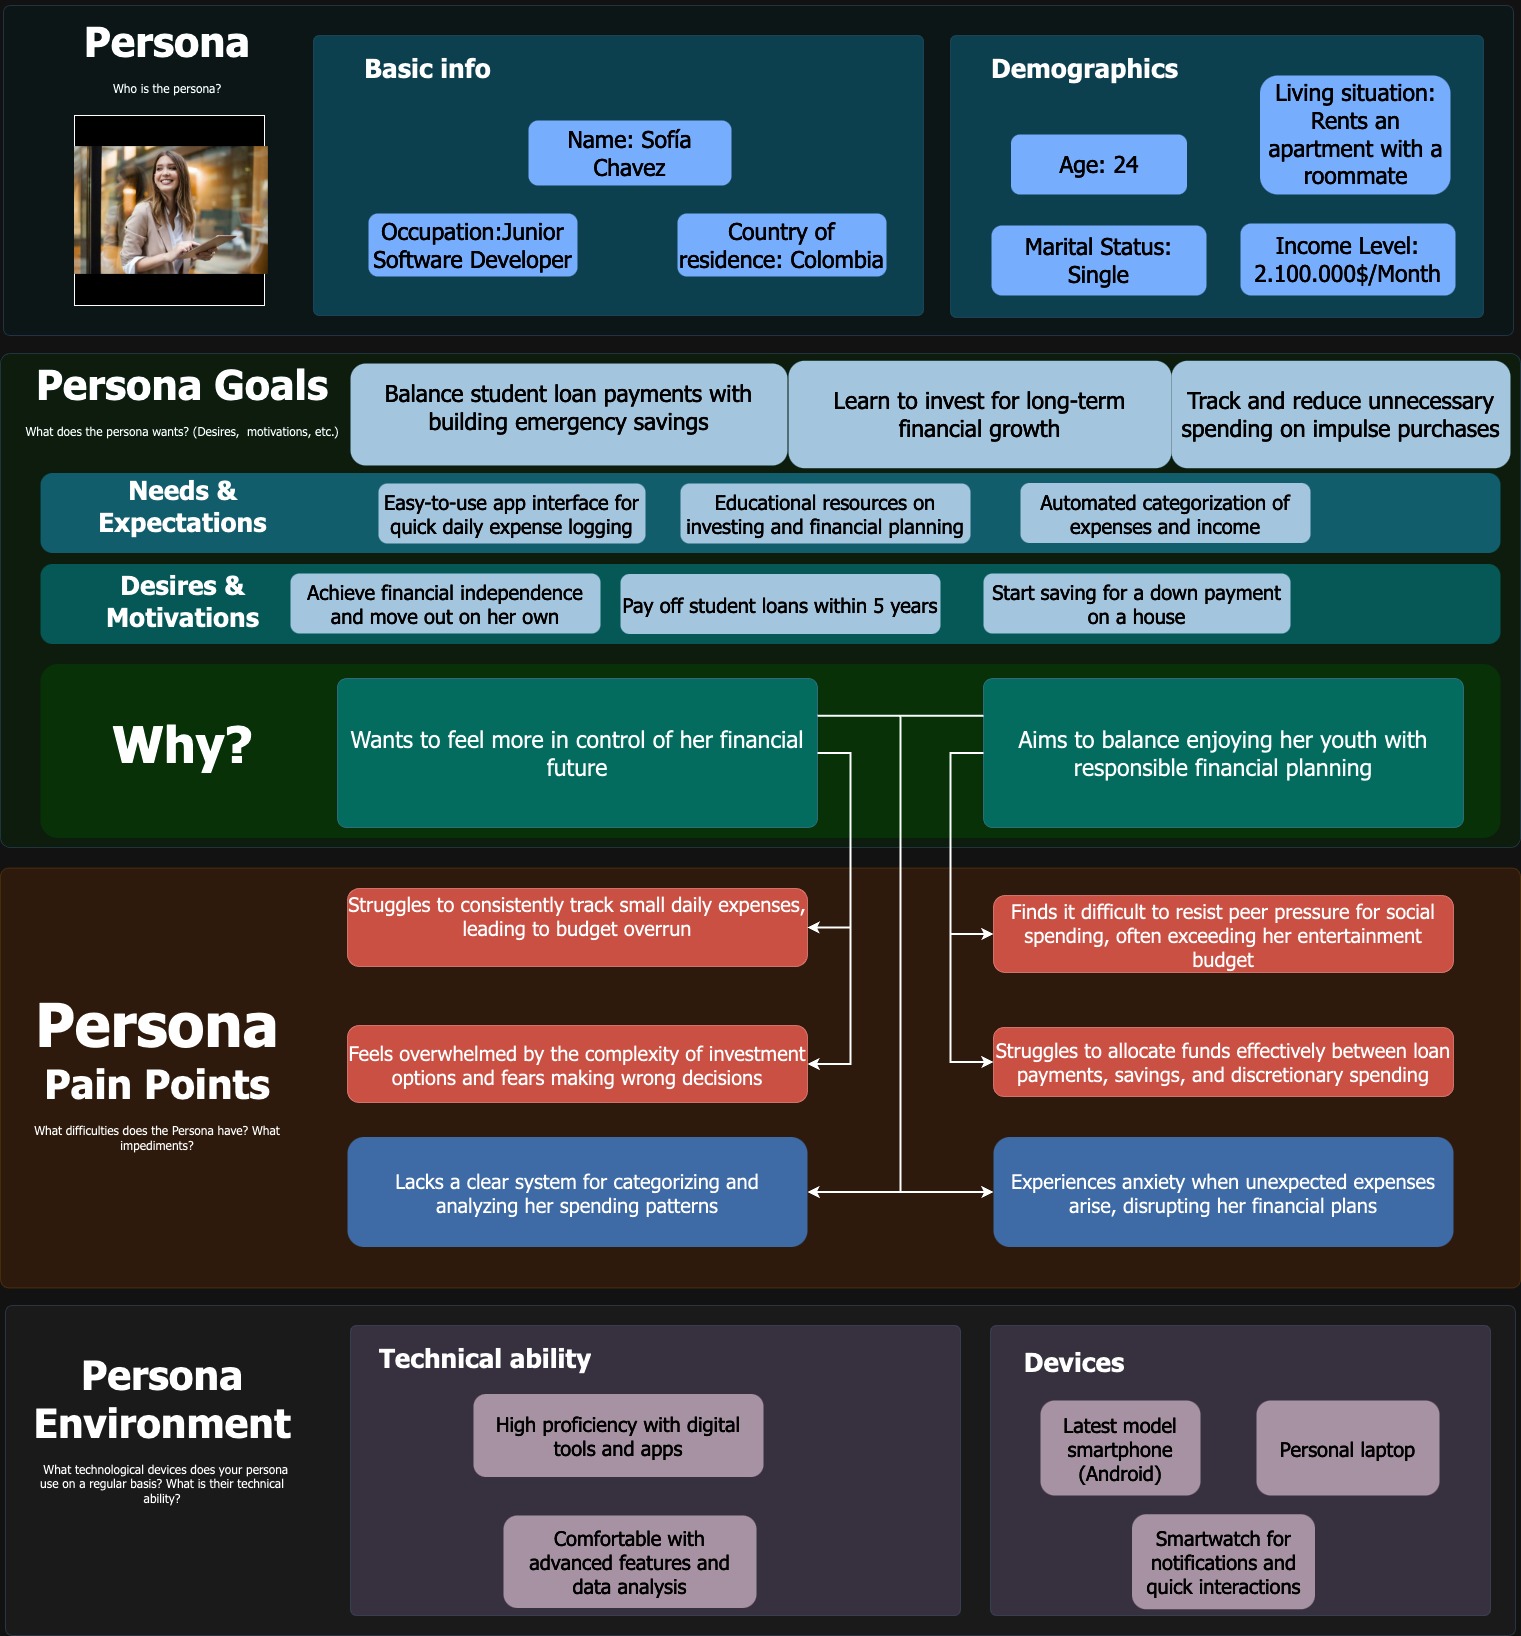 Persona
Who is the persona?
Basic info
Name: Sofía
Chavez
Occupation:Junior
Software Developer
Country of
residence: Colombia
Demographics
Living situation:
Rents an
apartment with a
roommate
Age: 24
Marital Status:
Single
Income Level:
2.100.000$/Month
Persona Goals
What does the persona wants? (Desires, motivations, etc.)
Balance student loan payments with
building emergency savings
Learn to invest for long-term
financial growth
Track and reduce unnecessary
spending on impulse purchases
Needs &
Expectations
Easy-to-use app interface for
quick daily expense logging
Educational resources on
investing and financial planning
Automated categorization of
expenses and income
Desires &
Motivations
Achieve financial independence
and move out on her own
Pay off student loans within 5 years
Start saving for a down payment
on a house
Why?
Wants to feel more in control of her financial
future
Aims to balance enjoying her youth with
responsible financial planning
Persona
Pain Points
What difficulties does the Persona have? What
impediments?
Struggles to consistently track small daily expenses,
leading to budget overrun
Finds it difficult to resist peer pressure for social
spending, often exceeding her entertainment
budget
Feels overwhelmed by the complexity of investment
options and fears making wrong decisions
Struggles to allocate funds effectively between loan
payments, savings, and discretionary spending
Lacks a clear system for categorizing and
analyzing her spending patterns
Experiences anxiety when unexpected expenses
arise, disrupting her financial plans
Persona
Environment
What technological devices does your persona
use on a regular basis? What is their technical
ability?
Technical ability
High proficiency with digital
tools and apps
Comfortable with
advanced features and
data analysis
Devices
Latest model
smartphone
(Android)
Personal laptop
Smartwatch for
notifications and
quick interactions